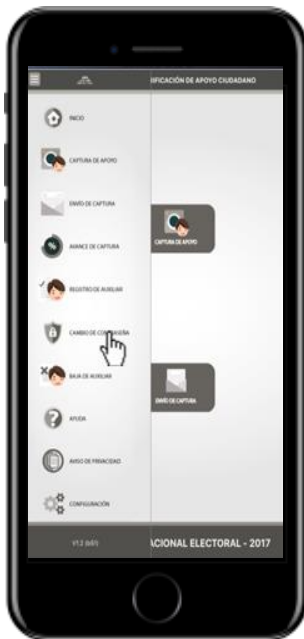 IFICACIÓN DE APOYO CIUDADANO
INICIO
CAPTURA DE APOYO
ENVÍO DE CAPTURA
AVANCE DE CAPTURA
REGISTRO DE AUXILIAR
CAMBIO DE CONTRASEÑA
BAJA DE AUXILIAR
AYUDA
AVISO DE PRIVACIDAD
CONFIGURACIÓN
CAPTURA DE APOYO
ENVÍO DE CAPTURA
ACIONAL ELECTORAL - 2017